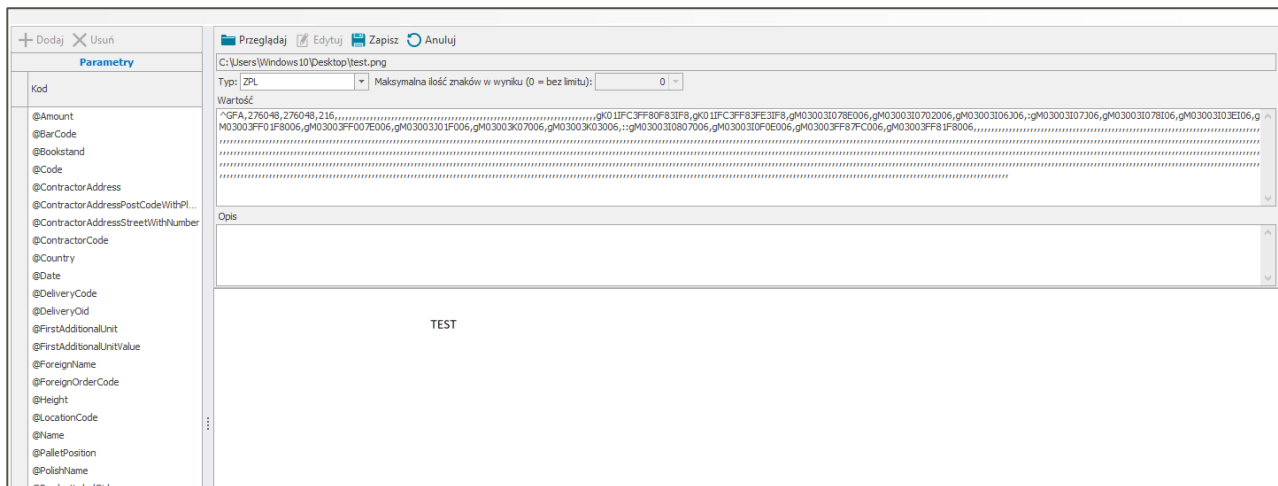 Dodaj Usuń
Przeglądaj Edytuj Zapisz Anuluj
Parametry
C:\Users\Windows10\Desktop\test.png
Typ: ZPL Maksymalna ilość znaków w wyniku (0 = bez limitu): 0
Kod
Wartość
@Amount
@BarCode
@Bookstand
@Code
@ContractorAddress
@ContractorAddressPostCodeWithPl...
@ContractorAddressStreetWithNumber
@ContractorCode
@Country
@Date
@DeliveryCode
@DeliveryOid
@FirstAdditionalUnit
@FirstAdditionalUnitValue
@ForeignName
@ForeignOrderCode
@Height
@LocationCode
@Name
@PalletPosition
@PolishName
Opis
TEST